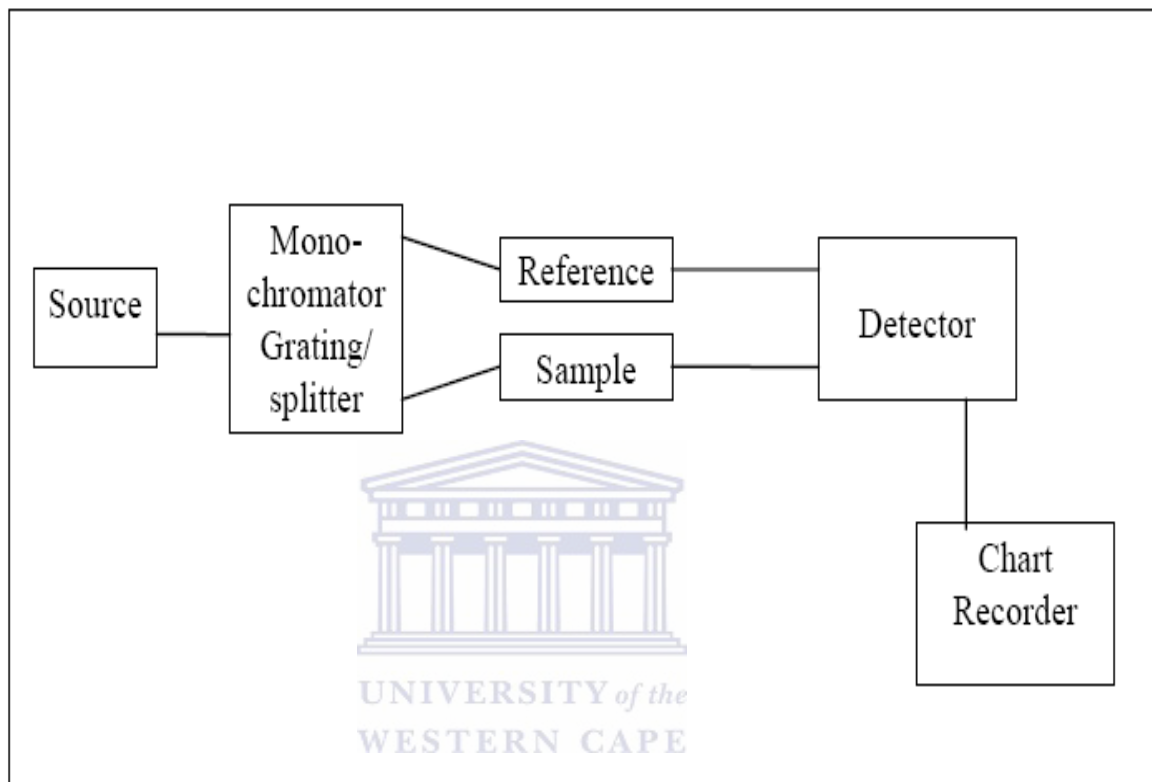 Source
Mono-
chromator
Grating/
splitter
Reference
Sample
Detector
Chart
Recorder
UNIVERSITY of the
WESTERN CAPE